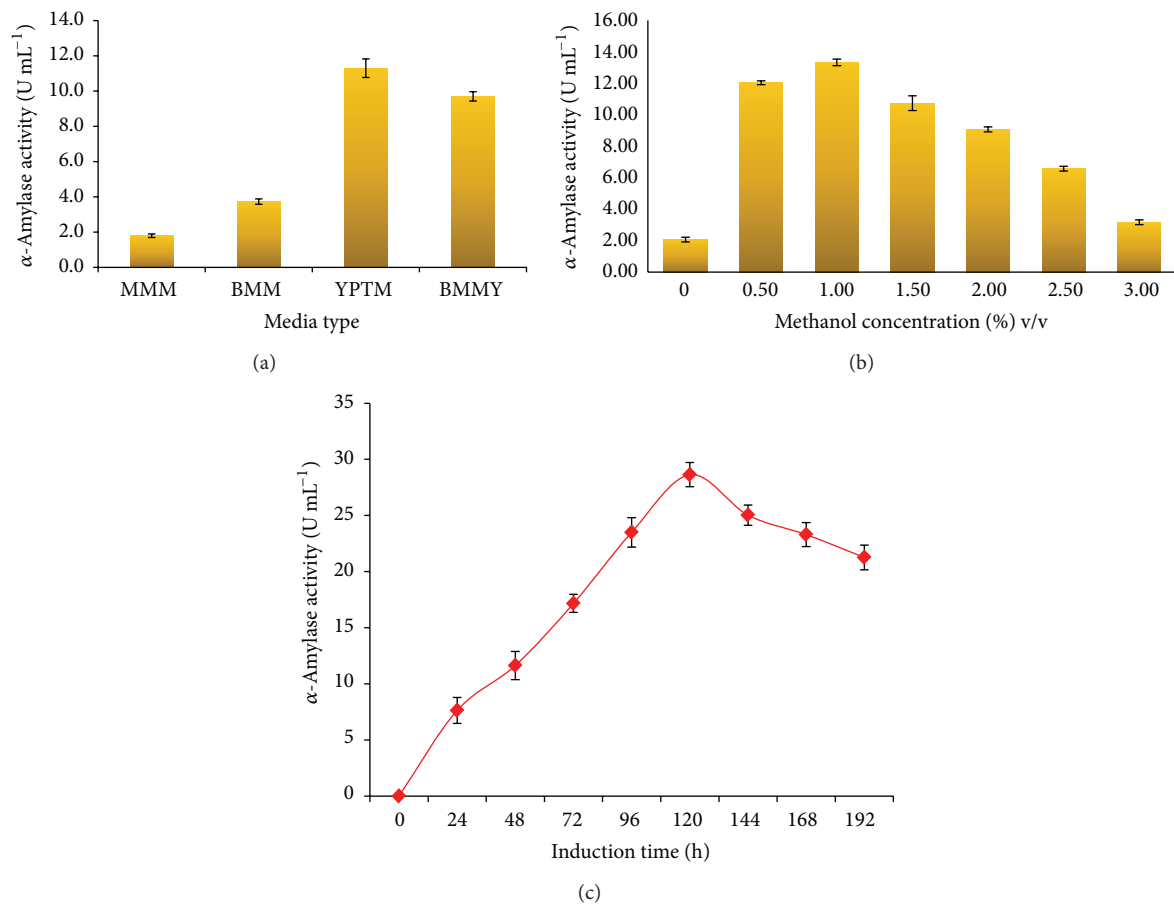 α-Amylase activity (U mL⁻¹)
14.0
12.0
10.0
8.0
6.0
4.0
2.0
0.0
MMM BMM YPTM BMMY
Media type
(a)
α-Amylase activity (U mL⁻¹)
16.00
14.00
12.00
10.00
8.00
6.00
4.00
2.00
0.00
0 0.50 1.00 1.50 2.00 2.50 3.00
Methanol concentration (%) v/v
(b)
α-Amylase activity (U mL⁻¹)
35
30
25
20
15
10
5
0
0 24 48 72 96 120 144 168 192
Induction time (h)
(c)